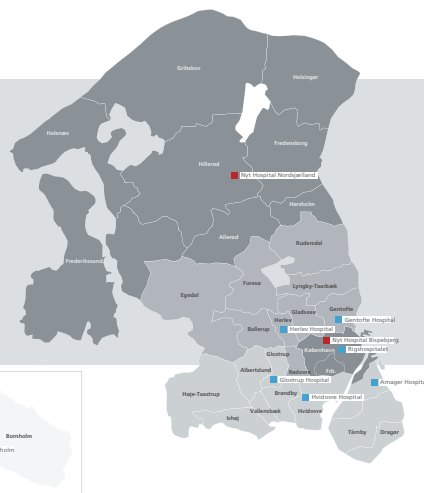 Gribskov
Helsingør
Halsnæs
Fredensborg
Hillerød
Nyt Hospital Nordsjælland
Hørsholm
Allerød
Rudersdal
Frederikssund
Furesø
Lyngby-Taarbæk
Egedal
Gladsaxe
Gentofte
Herlev
Gentofte Hospital
Ballerup
Herlev Hospital
Nyt Hospital Bispebjerg
København
Rigshospitalet
Glostrup
Albertslund
Rødovre
Frb.
Glostrup Hospital
Amager Hospita
Høje-Taastrup
Brøndby
Hvidovre Hospital
Vallensbæk
Hvidovre
Ishøj
Tårnby
Dragør
Bornholm
holm